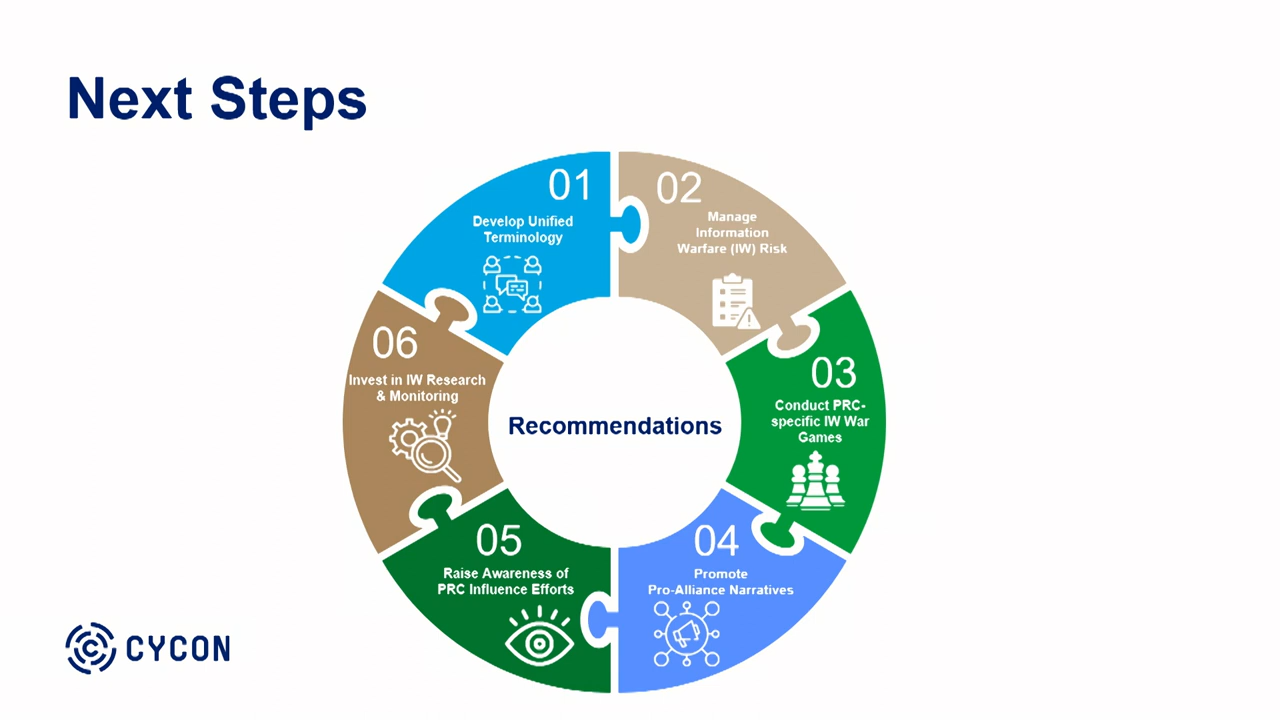 Next Steps
01
Develop Unified
Terminology
02
Manage
Information
Warfare (IW) Risk
03
Conduct PRC-
specific IW War
Games
04
Promote
Pro-Alliance Narratives
05
Raise Awareness of
PRC Influence Efforts
06
Invest in IW Research
& Monitoring
Recommendations
CYCON